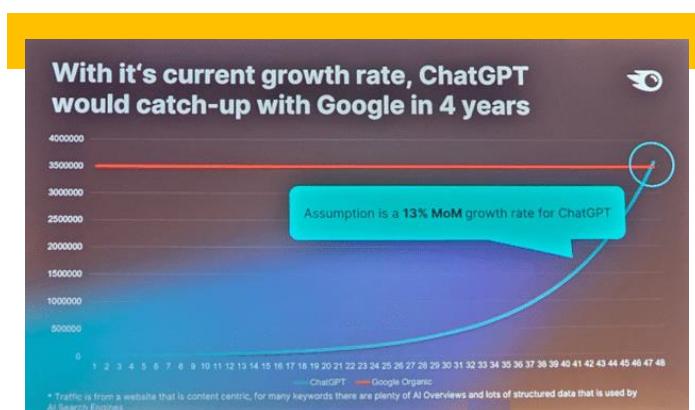 With it's current growth rate, ChatGPT
would catch-up with Google in 4 years
4000000
3500000
3000000
2500000
2000000
1500000
1000000
500000
0
Assumption is a 13% MoM growth rate for ChatGPT
1 2 3 4 5 6 7 8 9 10 11 12 13 14 15 16 17 18 19 20 21 22 23 24 25 26 27 28 29 30 31 32 33 34 35 36 37 38 39 40 41 42 43 44 45 46 47 48
ChatGPT Google Organic
* Traffic is from a website that is content centric, for many keywords there are plenty of AI Overviews and lots of structured data that is used by
AI Search Engines